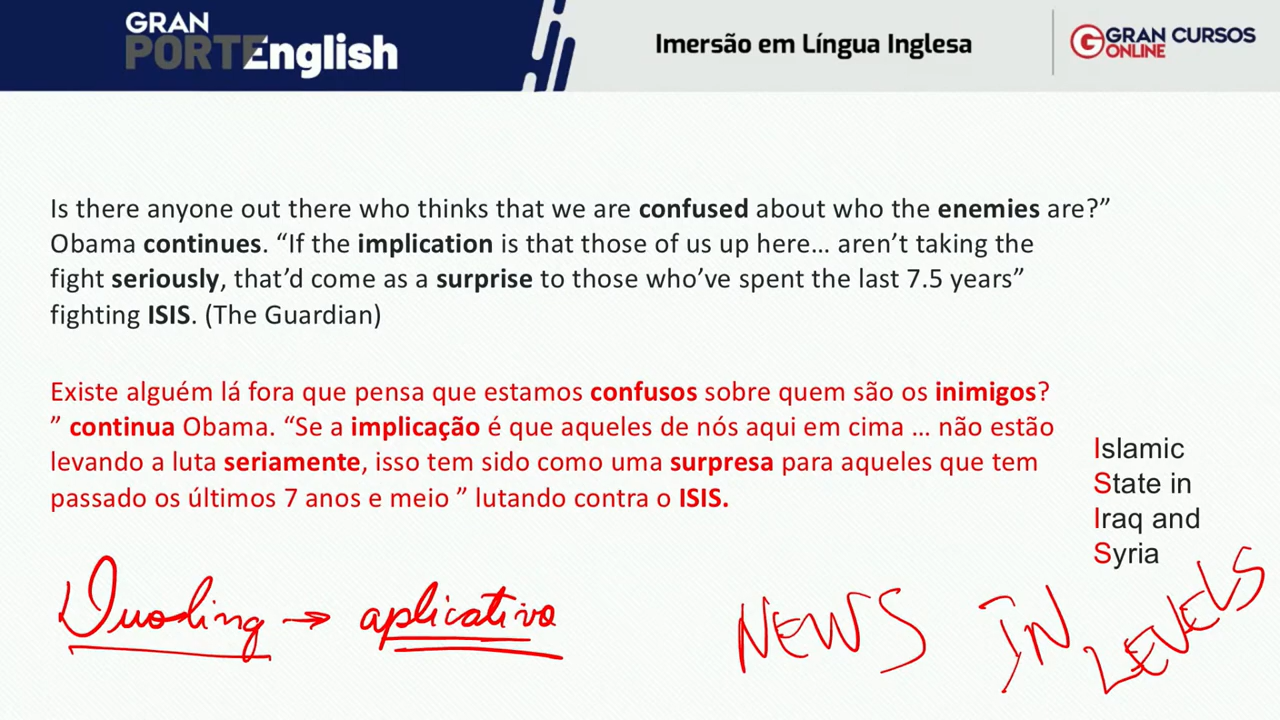 GRAN
PORTEnglish
Imersão em Língua Inglesa
GRAN CURSOS
ONLINE
Is there anyone out there who thinks that we are confused about who the enemies are?”
Obama continues. “If the implication is that those of us up here… aren’t taking the
fight seriously, that’d come as a surprise to those who’ve spent the last 7.5 years”
fighting ISIS. (The Guardian)
Existe alguém lá fora que pensa que estamos confusos sobre quem são os inimigos?
” continua Obama. “Se a implicação é que aqueles de nós aqui em cima … não estão
levando a luta seriamente, isso tem sido como uma surpresa para aqueles que tem
passado os últimos 7 anos e meio ” lutando contra o ISIS.
Islamic
State in
Iraq and
Syria
Duoling → aplicativo
NEWS IN LEVELS